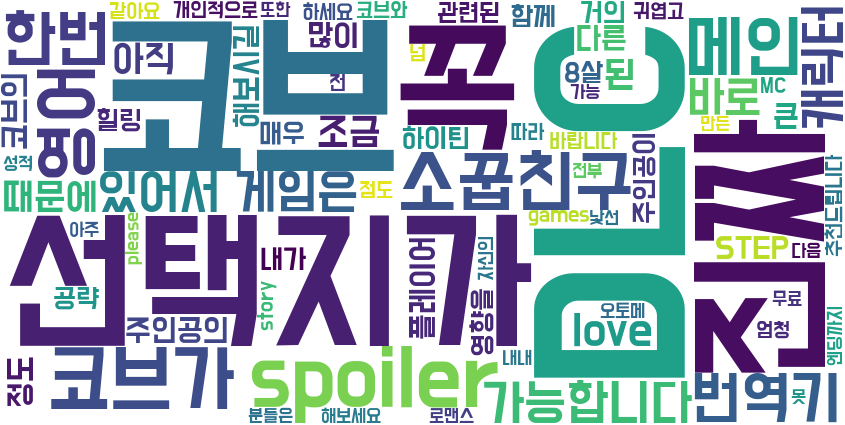 같아요 개인적으로 또한 하세요 코브와 관련된 함께 거의 귀엽고
한번 아직 코브 해보시길 많이 꼭 넘 다른 메인 캐릭터
코브의 영어 힐링 전 8살 된 바로 MC
가능 큰
성적 매우 조금 하이틴 따라 바랍니다 만든
때문에 있어서 게임은 점도 소꿉친구 전부 주인공이 진짜 추천드립니다
아주 선택지가 games 낯선 DLC
please 내가 플레이어 자신의 STEP 다음
공략 story 주인공인 영향을 오토메 무료
love 엄청
정도 코브가 spoiler 내내 엔딩까지
가능합니다 번역기 못
분들은 해보세요 로맨스